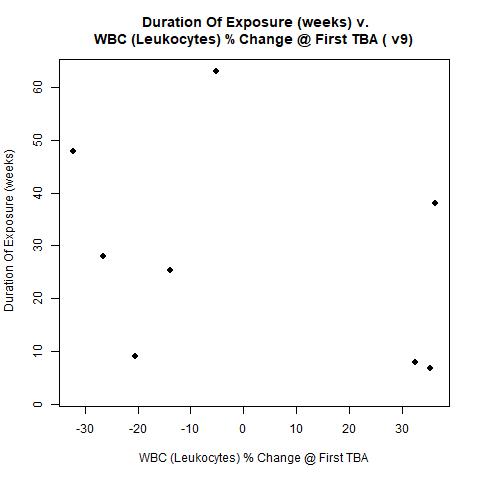 Duration Of Exposure (weeks) v.
WBC (Leukocytes) % Change @ First TBA ( v9)
Duration Of Exposure (weeks)
60
50
40
30
20
10
0
-30 -20 -10 0 10 20 30
WBC (Leukocytes) % Change @ First TBA